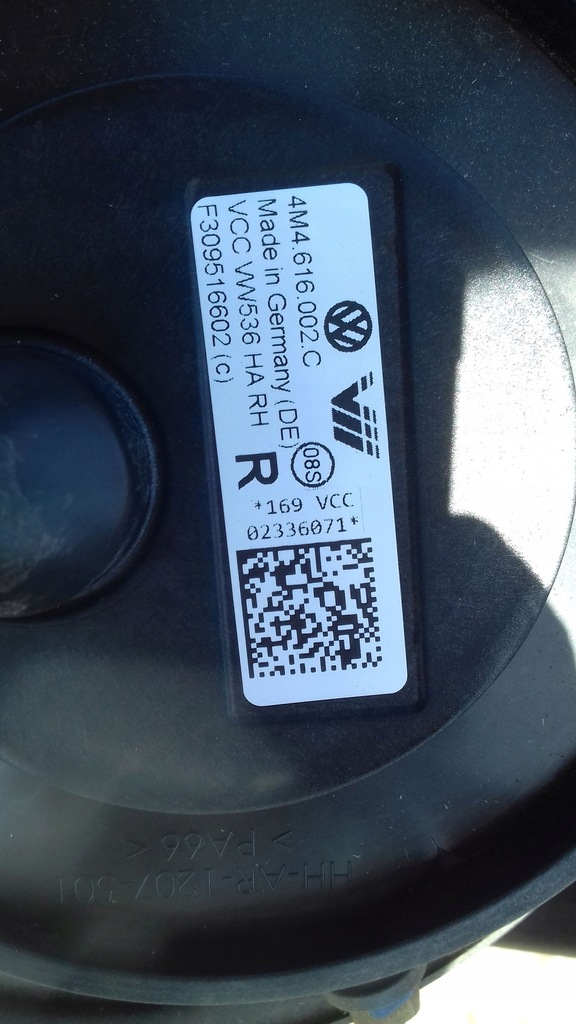 4M4.616.002.C
Made in Germany (DE)
VCC VW536 HA RH
F309516602 (c)
08S
R
*169 VCC
02336071*
> PA66 <
HH-AR-1207-301